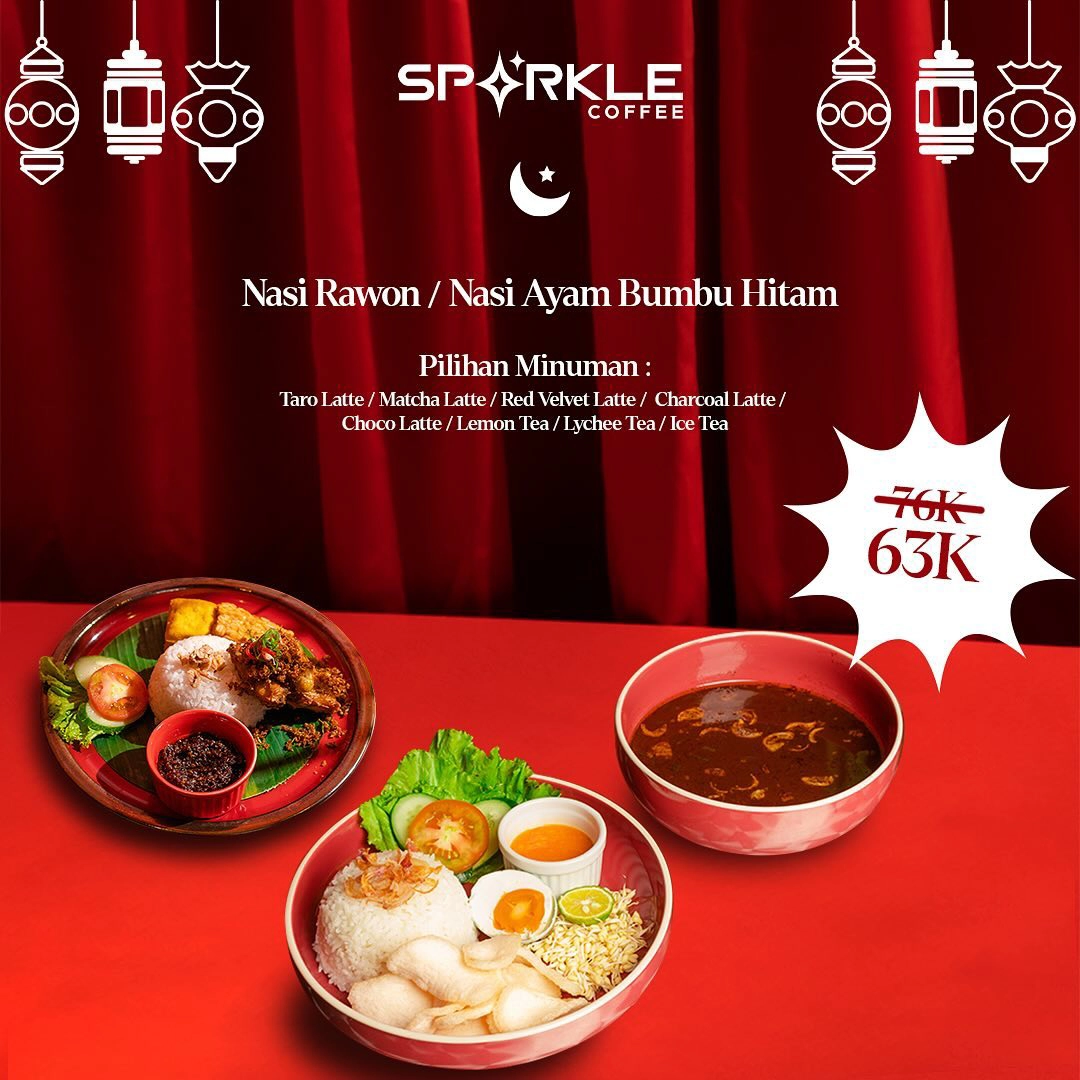 SPARKLE
COFFEE
Nasi Rawon / Nasi Ayam Bumbu Hitam
Pilihan Minuman :
Taro Latte / Matcha Latte / Red Velvet Latte / Charcoal Latte /
Choco Latte / Lemon Tea / Lychee Tea / Ice Tea
76K
63K